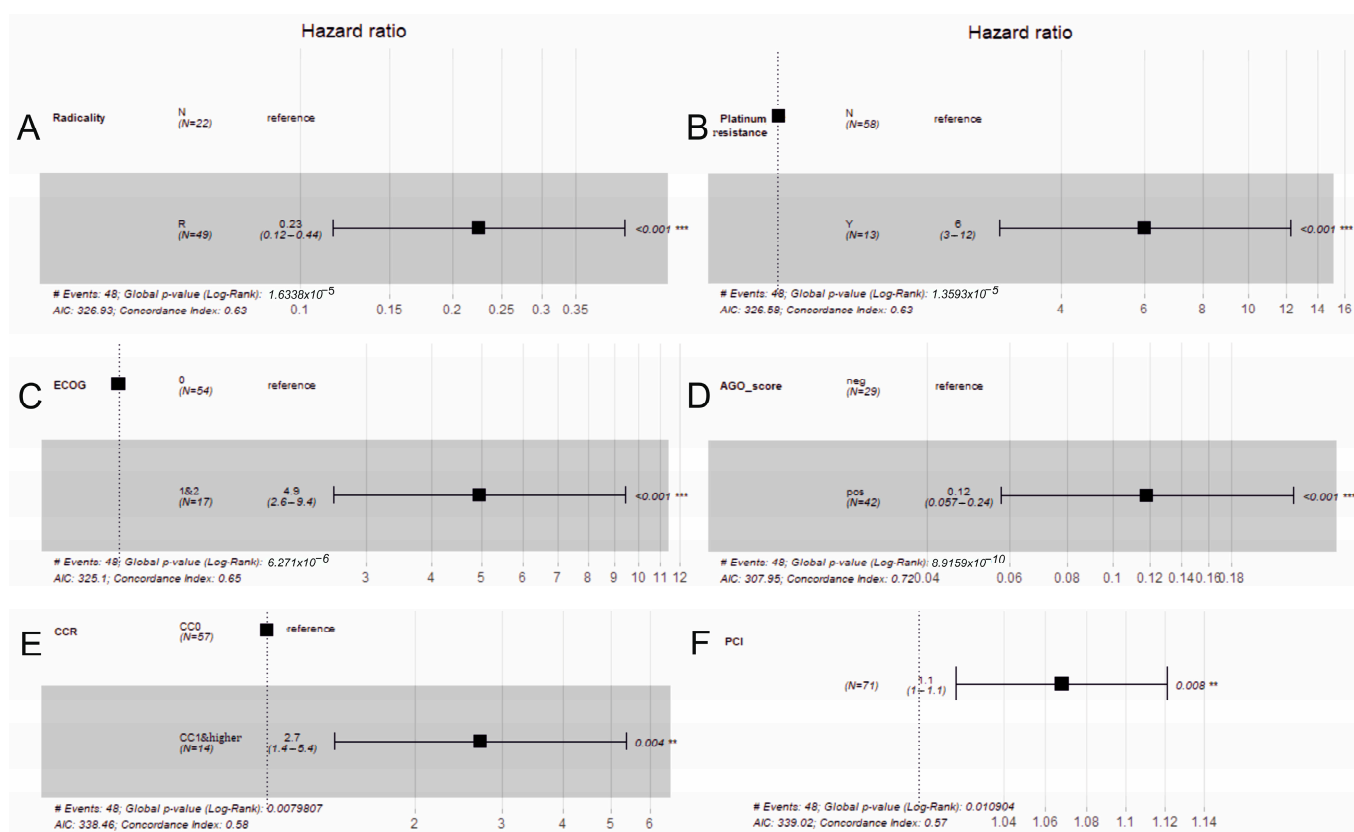 Hazard ratio
A
Radicality
N
(N=22)
reference
R
(N=49)
0.23
(0.12–0.44)
<0.001 ***
# Events: 48; Global p-value (Log-Rank): 1.6338x10⁻⁵
AIC: 326.93; Concordance Index: 0.63
0.1 0.15 0.2 0.25 0.3 0.35
Hazard ratio
B
Platinum
resistance
N
(N=58)
reference
Y
(N=13)
6
(3–12)
<0.001 ***
# Events: 48; Global p-value (Log-Rank): 1.3593x10⁻⁵
AIC: 326.59; Concordance Index: 0.63
4 6 8 10 12 14 16
C
ECOG
0
(N=54)
reference
1&2
(N=17)
4.9
(2.6–9.4)
<0.001 ***
# Events: 48; Global p-value (Log-Rank): 6.271x10⁻⁶
AIC: 325.1; Concordance Index: 0.65
3 4 5 6 7 8 9 10 11 12
D
AGO_score
neg
(N=29)
reference
pos
(N=42)
0.12
(0.057–0.24)
<0.001 ***
# Events: 48; Global p-value (Log-Rank): 8.9159x10⁻¹⁰
AIC: 307.95; Concordance Index: 0.72
0.04 0.06 0.08 0.1 0.12 0.14 0.16 0.18
E
CCR
CC0
(N=57)
reference
CC1&higher
(N=14)
2.7
(1.4–5.4)
0.004 **
# Events: 48; Global p-value (Log-Rank): 0.0079807
AIC: 338.46; Concordance Index: 0.58
2 3 4 5 6
F
PCI
(N=71)
1.1
(1–1.1)
0.008 **
# Events: 48; Global p-value (Log-Rank): 0.010904
AIC: 339.02; Concordance Index: 0.57
1.04 1.06 1.08 1.1 1.12 1.14